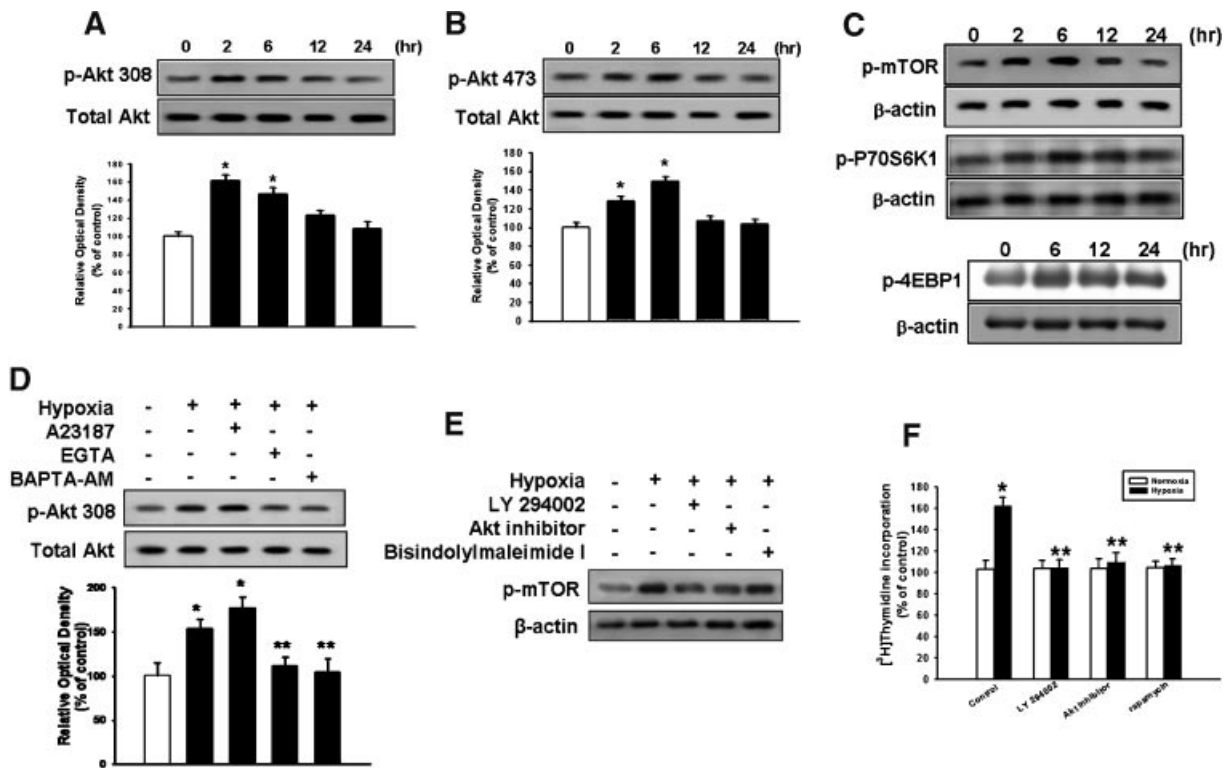 A
0 2 6 12 24 (hr)
p-Akt 308
Total Akt
Relative Optical Density
(% of control)
180
160
140
120
100
80
60
40
20
0
*
*
B
0 2 6 12 24 (hr)
p-Akt 473
Total Akt
Relative Optical Density
(% of control)
180
160
140
120
100
80
60
40
20
0
*
*
C
0 2 6 12 24 (hr)
p-mTOR
β-actin
p-P70S6K1
β-actin
0 6 12 24 (hr)
p-4EBP1
β-actin
D
Hypoxia - + + + +
A23187 - - + - -
EGTA - - - + -
BAPTA-AM - - - - +
p-Akt 308
Total Akt
Relative Optical Density
(% of control)
200
150
100
50
0
*
*
**
**
E
Hypoxia - + + + +
LY 294002 - - + - -
Akt inhibitor - - - + -
Bisindolylmaleimide I - - - - +
p-mTOR
β-actin
F
Normoxia
Hypoxia
[³H]Thymidine incorporation
(% of control)
180
160
140
120
100
80
60
40
20
0
*
**
**
**
Control
LY 294002
Akt inhibitor
rapamycin